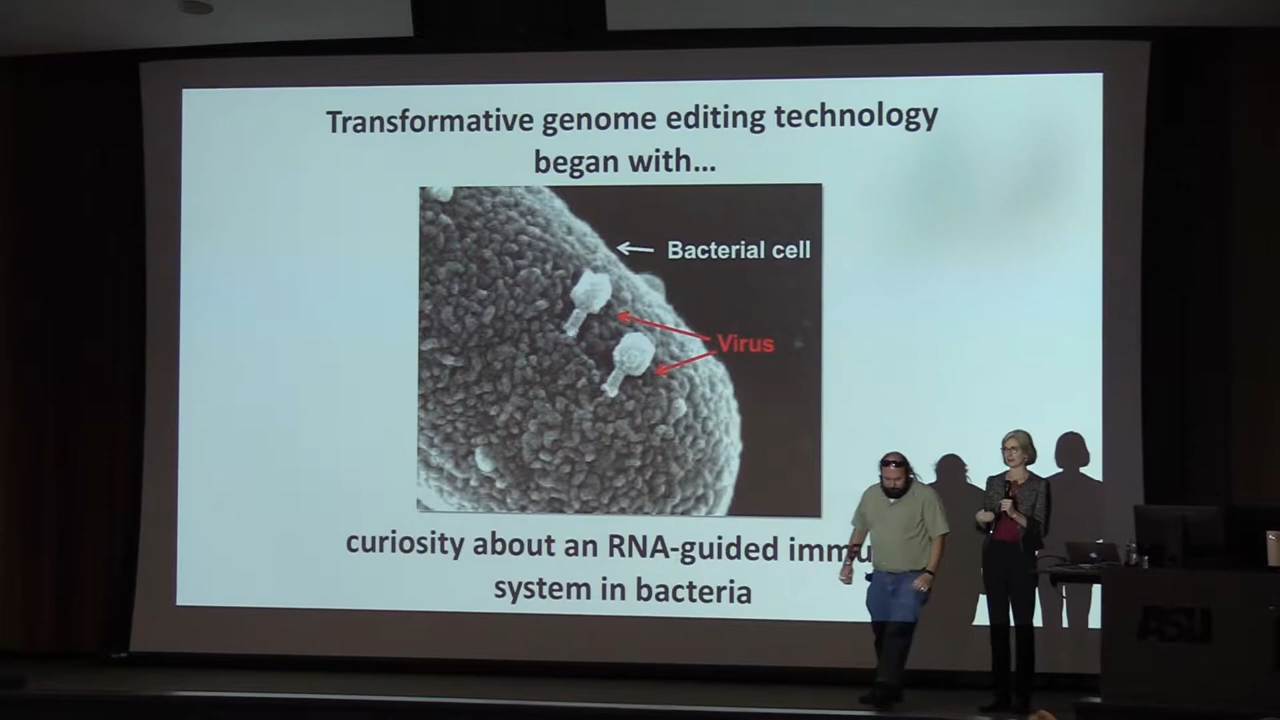 Transformative genome editing technology
began with…
Bacterial cell
Virus
curiosity about an RNA-guided immu
system in bacteria
ASU